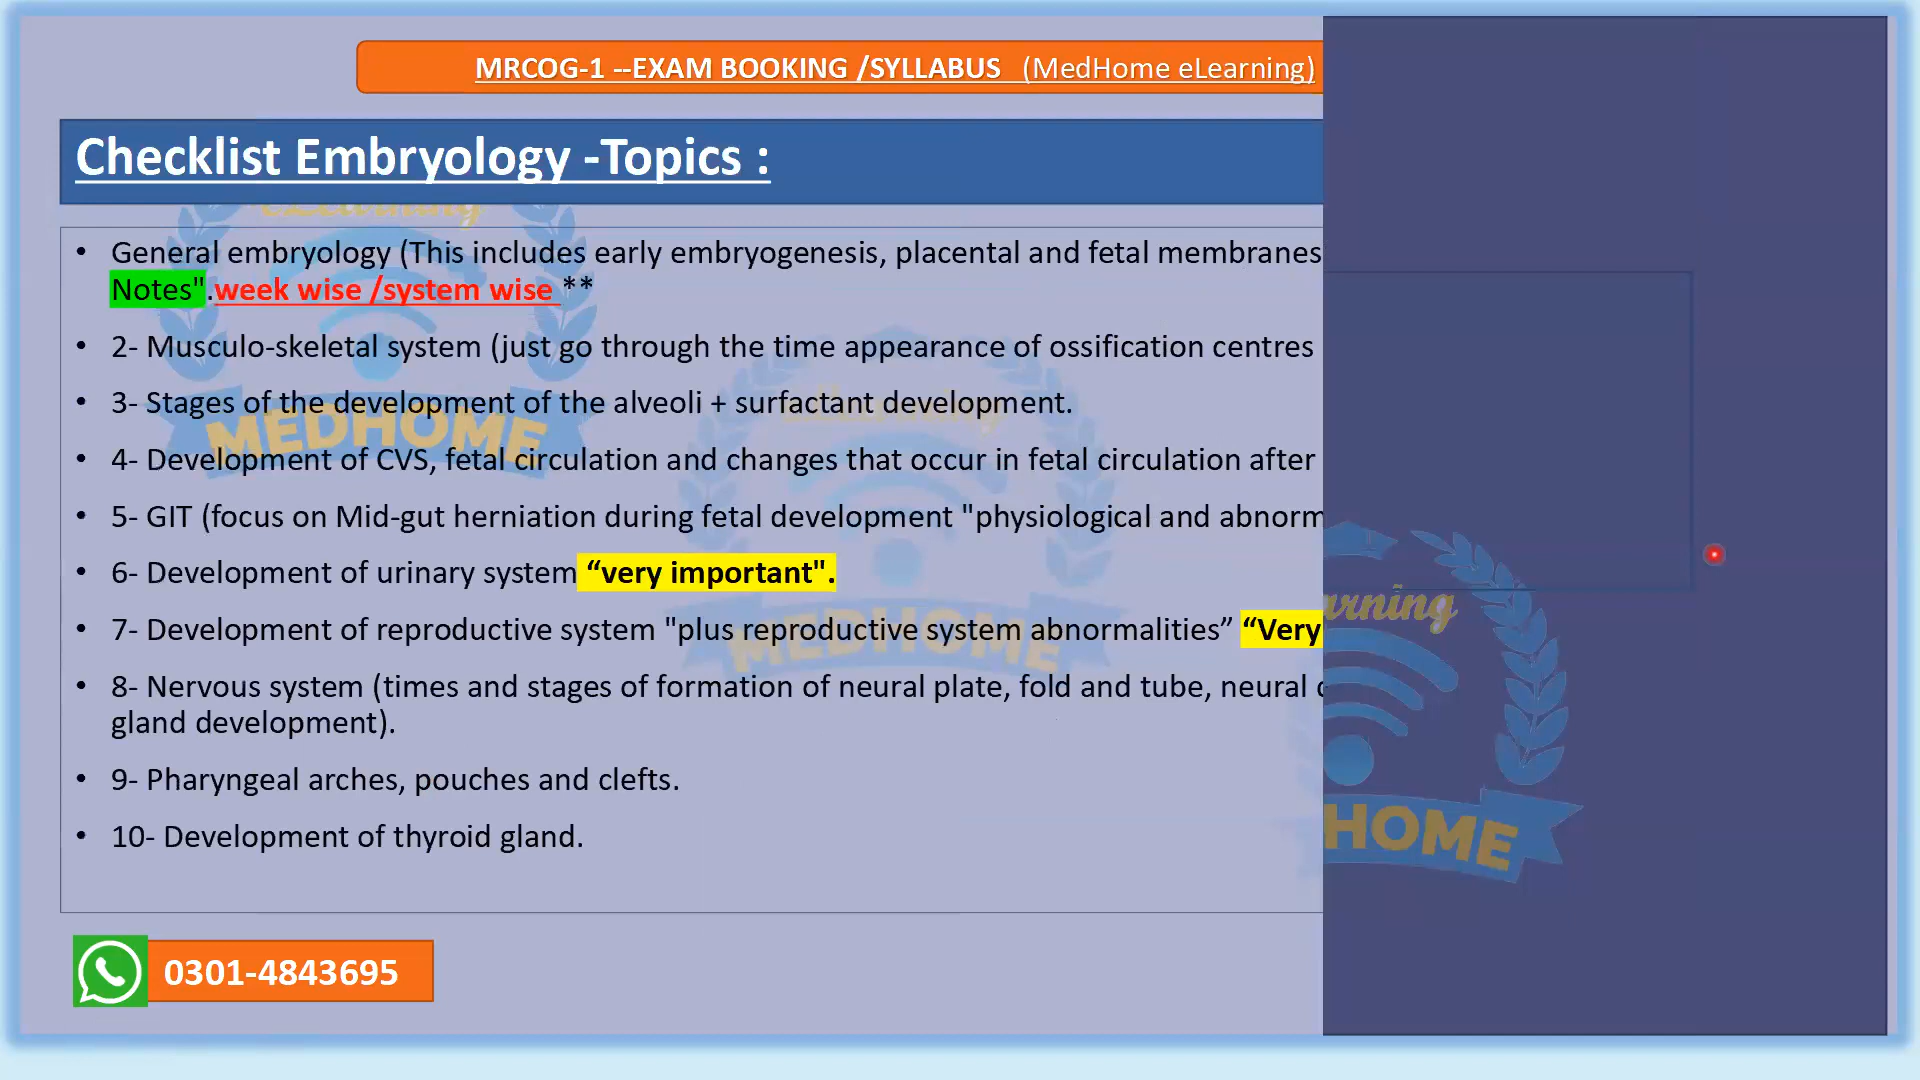 MRCOG-1 --EXAM BOOKING /SYLLABUS (MedHome eLearning)
Checklist Embryology -Topics :
• General embryology (This includes early embryogenesis, placental and fetal membranes
Notes".week wise /system wise **
• 2- Musculo-skeletal system (just go through the time appearance of ossification centres
• 3- Stages of the development of the alveoli + surfactant development.
• 4- Development of CVS, fetal circulation and changes that occur in fetal circulation after
• 5- GIT (focus on Mid-gut herniation during fetal development "physiological and abnorm
• 6- Development of urinary system “very important".
• 7- Development of reproductive system "plus reproductive system abnormalities” “Very
• 8- Nervous system (times and stages of formation of neural plate, fold and tube, neural
gland development).
• 9- Pharyngeal arches, pouches and clefts.
• 10- Development of thyroid gland.
eLearning
MEDHOME
eLearning
MEDHOME
arning
HOME
0301-4843695